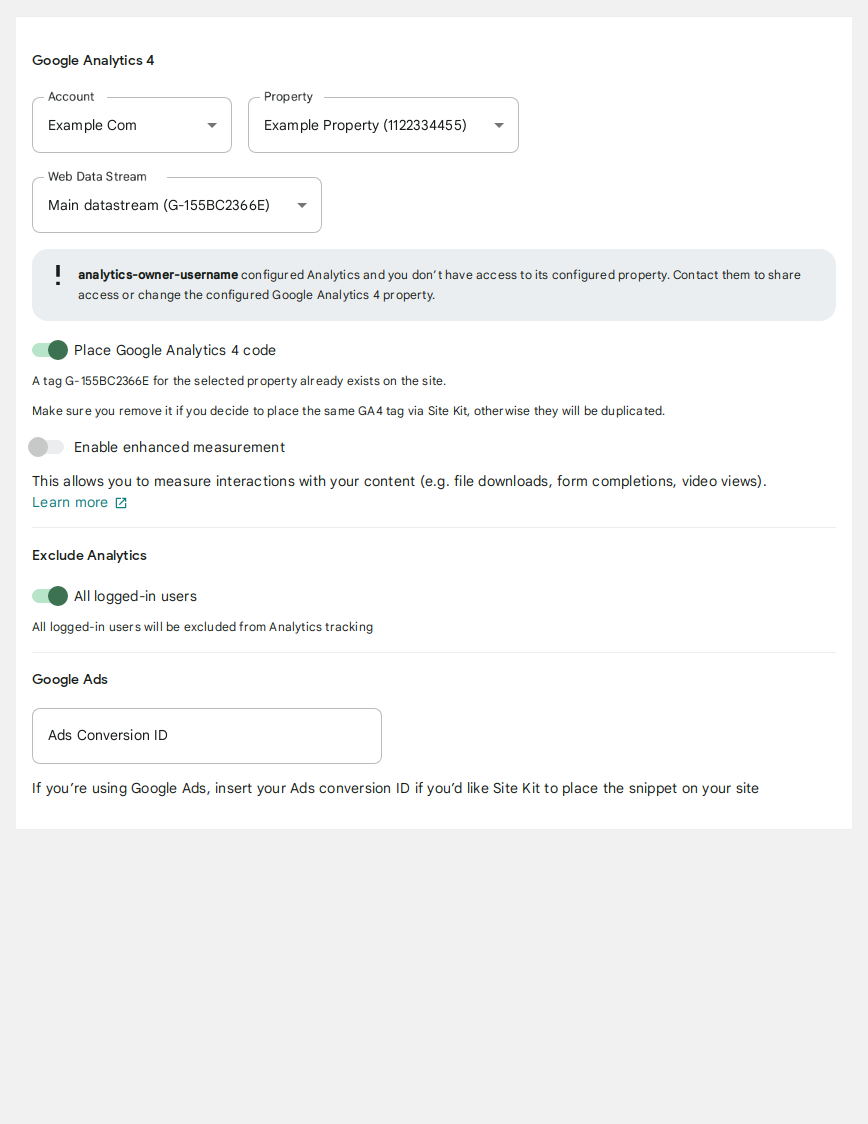 Google Analytics 4
Account
Example Com
Property
Example Property (1122334455)
Web Data Stream
Main datastream (G-155BC2366E)
! analytics-owner-username configured Analytics and you don't have access to its configured property. Contact them to share
access or change the configured Google Analytics 4 property.
Place Google Analytics 4 code
A tag G-155BC2366E for the selected property already exists on the site.
Make sure you remove it if you decide to place the same GA4 tag via Site Kit, otherwise they will be duplicated.
Enable enhanced measurement
This allows you to measure interactions with your content (e.g. file downloads, form completions, video views).
Learn more
Exclude Analytics
All logged-in users
All logged-in users will be excluded from Analytics tracking
Google Ads
Ads Conversion ID
If you’re using Google Ads, insert your Ads conversion ID if you’d like Site Kit to place the snippet on your site